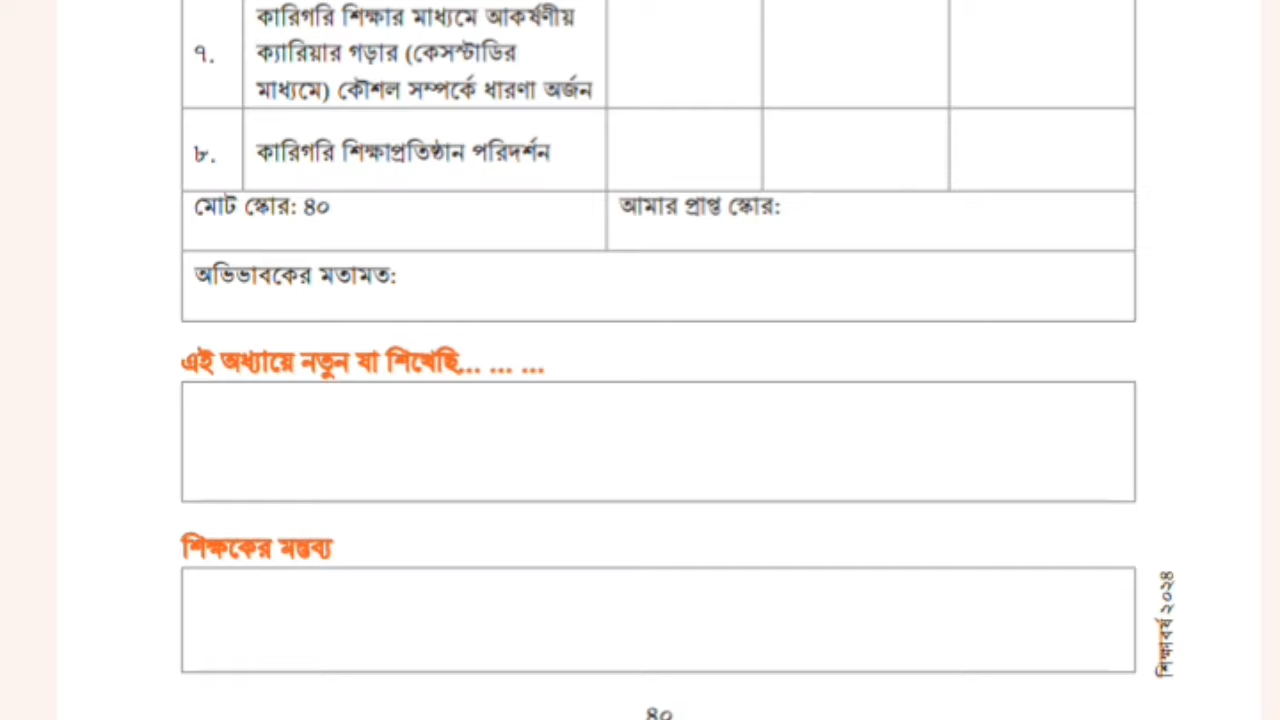 কারিগরি শিক্ষার মাধ্যমে আকর্ষণীয়
৭. ক্যারিয়ার গড়ার (কেসস্টাডির
মাধ্যমে) কৌশল সম্পর্কে ধারণা অর্জন
৮. কারিগরি শিক্ষাপ্রতিষ্ঠান পরিদর্শন
মোট স্কোর: ৪০ আমার প্রাপ্ত স্কোর:
অভিভাবকের মতামত:
এই অধ্যায়ে নতুন যা শিখেছি... ... ...
শিক্ষকের মন্তব্য
শিক্ষাবর্ষ ২০২৪
৪০